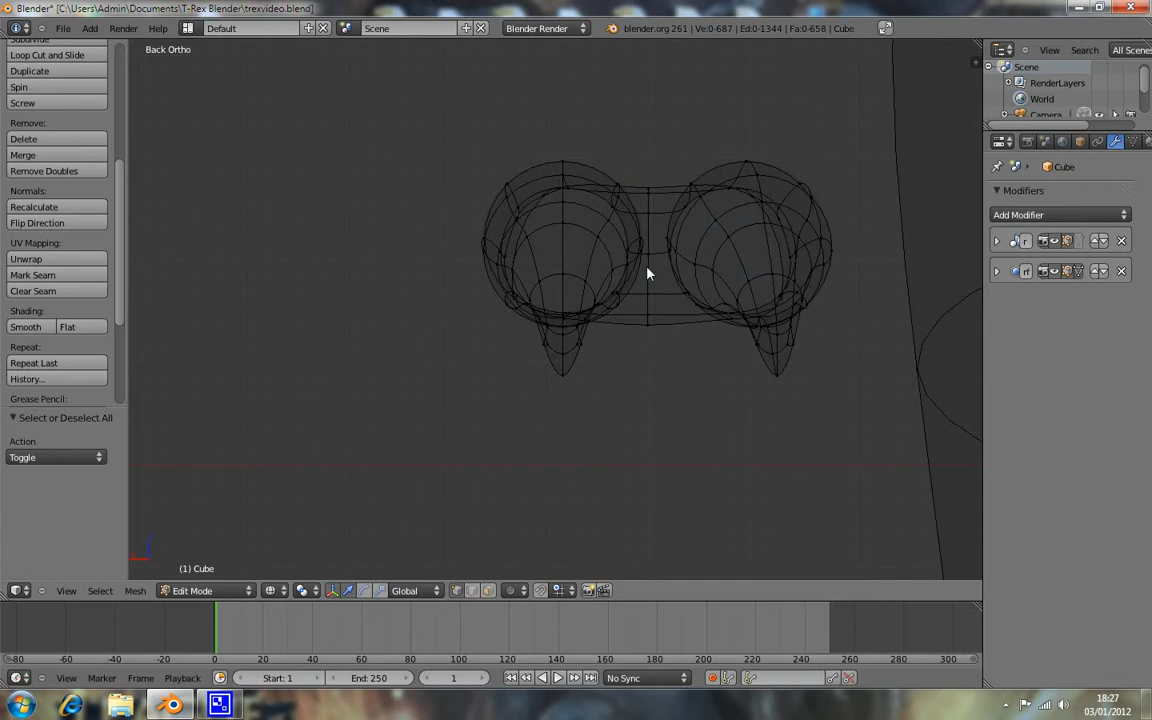 Blender* [C:\Users\Admin\Documents\T-Rex Blender\trexvideo.blend]
File Add Render Help Default Scene Blender Render blender.org 261 | Ve:0-687 | Ed:0-1344 | Fa:0-658 | Cube
Subdivide
Loop Cut and Slide
Duplicate
Spin
Screw
Remove:
Delete
Merge
Remove Doubles
Normals:
Recalculate
Flip Direction
UV Mapping:
Unwrap
Mark Seam
Clear Seam
Shading:
Smooth Flat
Repeat:
Repeat Last
History...
Grease Pencil:
Select or Deselect All
Action
Toggle
Back Ortho
(1) Cube
View Search All Scenes
Scene
RenderLayers
World
Camera
Cube
Modifiers
Add Modifier
r
rf
View Select Mesh Edit Mode Global
-80 -60 -40 -20 0 20 40 60 80 100 120 140 160 180 200 220 240 260 280 300
View Marker Frame Playback Start: 1 End: 250 1 No Sync
18:27
03/01/2012